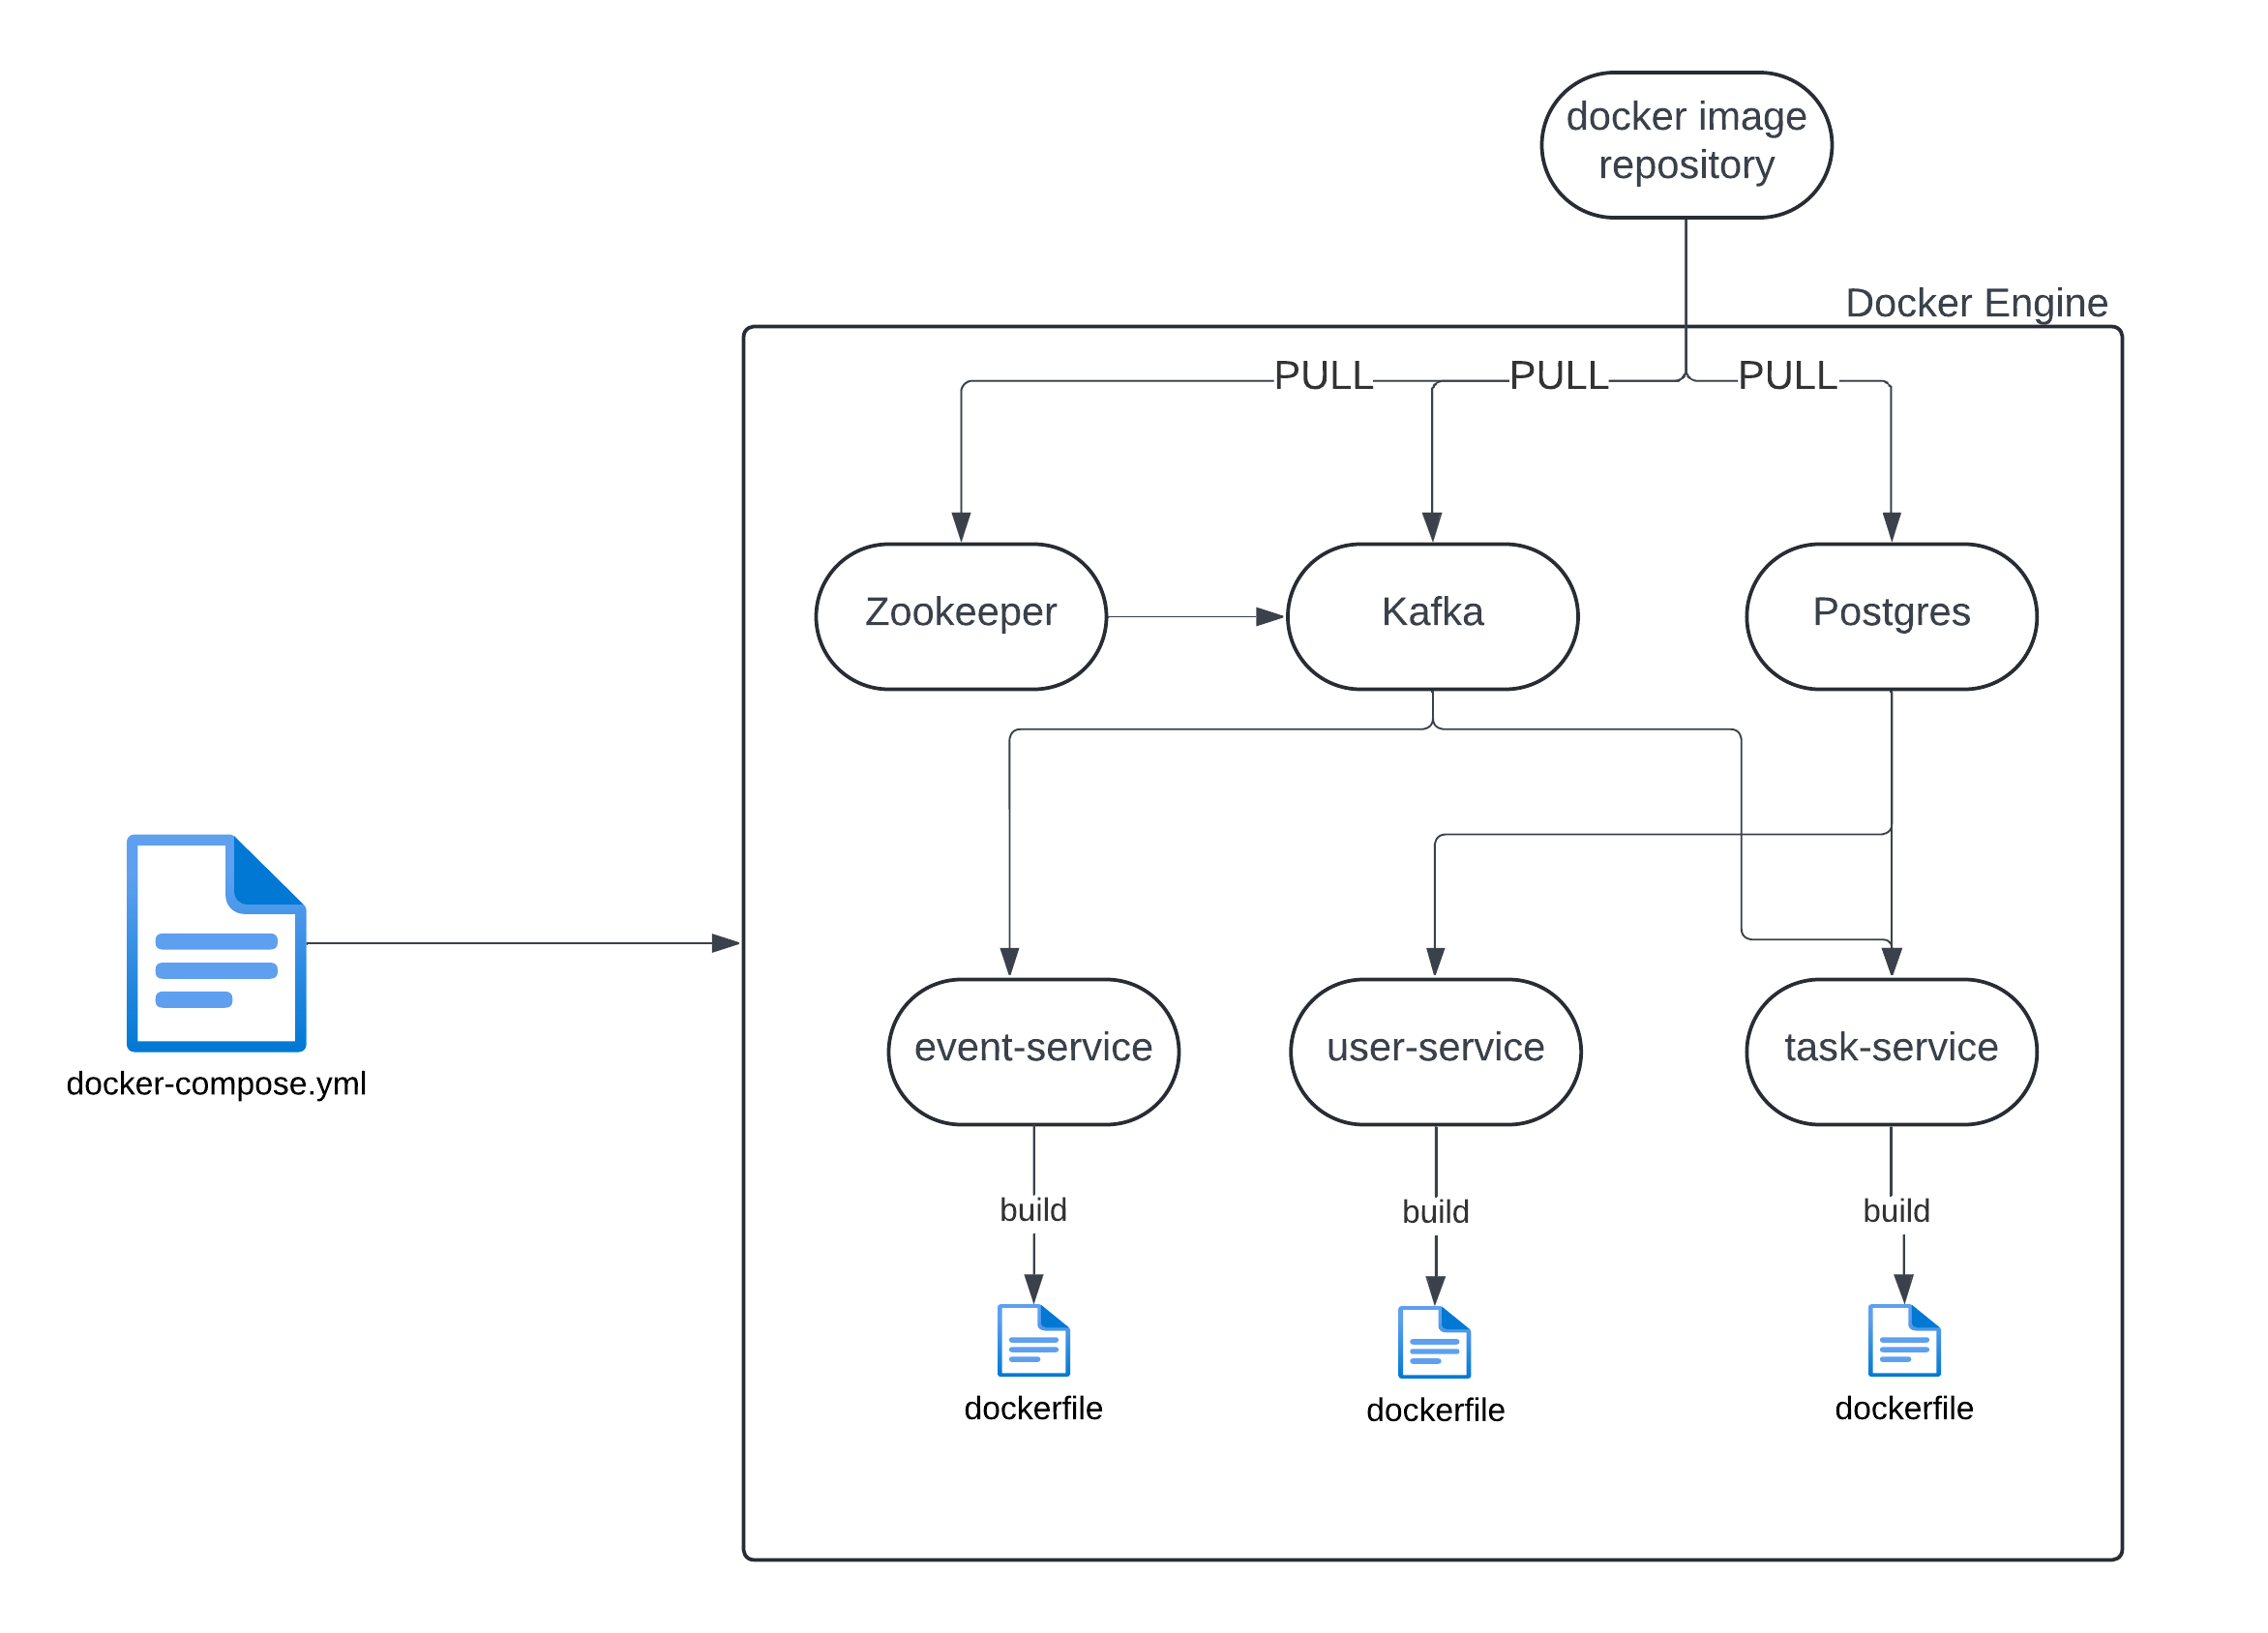 docker image
repository
Docker Engine
PULL
PULL
PULL
Zookeeper
Kafka
Postgres
docker-compose.yml
event-service
user-service
task-service
build
build
build
dockerfile
dockerfile
dockerfile